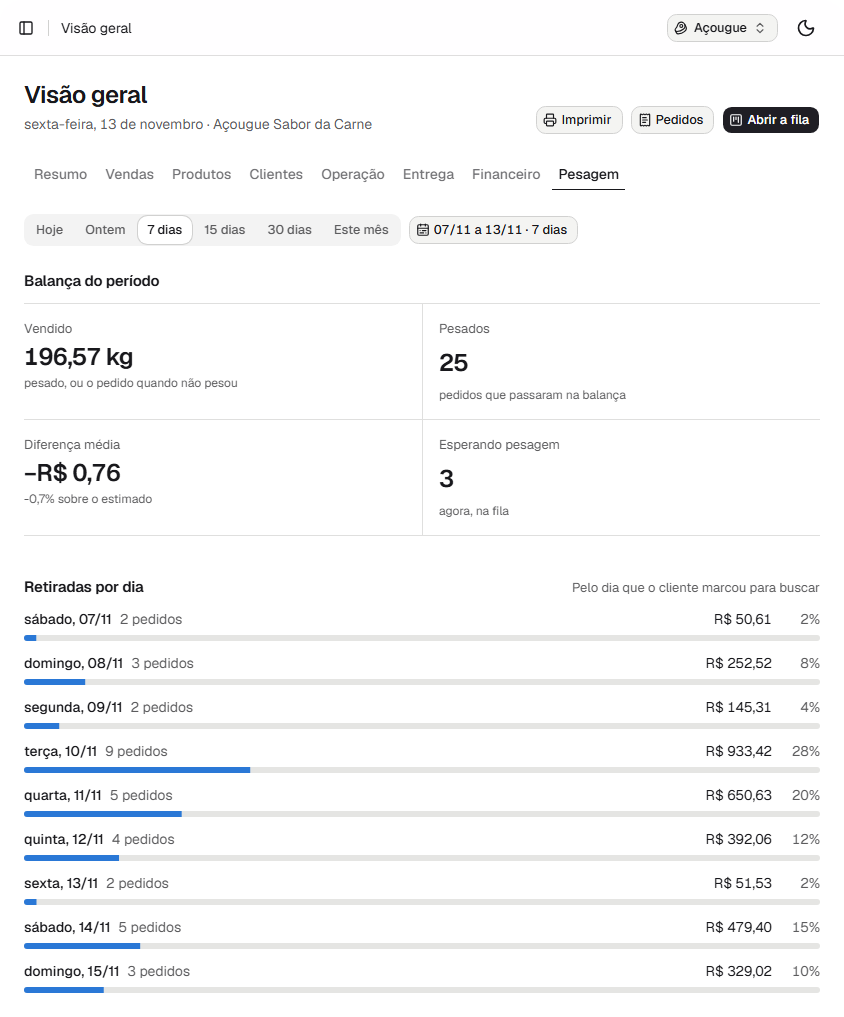 Visão geral
Açougue
Visão geral
sexta-feira, 13 de novembro · Açougue Sabor da Carne
Imprimir
Pedidos
Abrir a fila
Resumo Vendas Produtos Clientes Operação Entrega Financeiro Pesagem
Hoje Ontem 7 dias 15 dias 30 dias Este mês
07/11 a 13/11 · 7 dias
Balança do período
Vendido
196,57 kg
pesado, ou o pedido quando não pesou
Pesados
25
pedidos que passaram na balança
Diferença média
−R$ 0,76
-0,7% sobre o estimado
Esperando pesagem
3
agora, na fila
Retiradas por dia
Pelo dia que o cliente marcou para buscar
sábado, 07/11 2 pedidos R$ 50,61 2%
domingo, 08/11 3 pedidos R$ 252,52 8%
segunda, 09/11 2 pedidos R$ 145,31 4%
terça, 10/11 9 pedidos R$ 933,42 28%
quarta, 11/11 5 pedidos R$ 650,63 20%
quinta, 12/11 4 pedidos R$ 392,06 12%
sexta, 13/11 2 pedidos R$ 51,53 2%
sábado, 14/11 5 pedidos R$ 479,40 15%
domingo, 15/11 3 pedidos R$ 329,02 10%